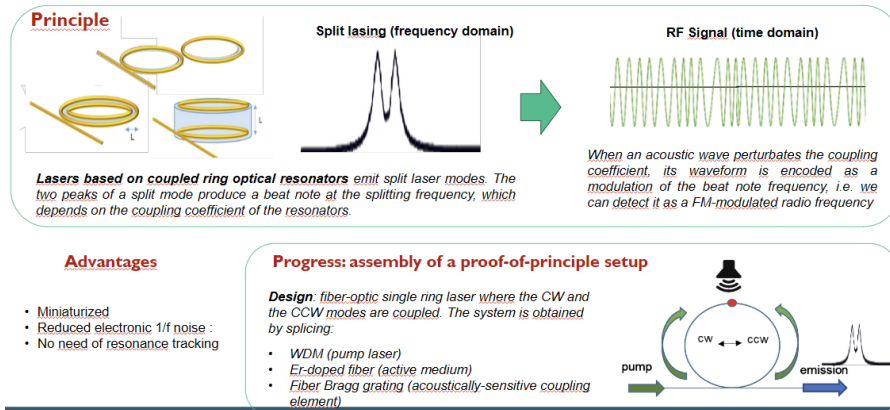 Principle
Split lasing (frequency domain)
RF Signal (time domain)
L
L
Lasers based on coupled ring optical resonators emit split laser modes. The
two peaks of a split mode produce a beat note at the splitting frequency, which
depends on the coupling coefficient of the resonators.
When an acoustic wave perturbates the coupling
coefficient, its waveform is encoded as a
modulation of the beat note frequency, i.e. we
can detect it as a FM-modulated radio frequency
Advantages
• Miniaturized
• Reduced electronic 1/f noise :
• No need of resonance tracking
Progress: assembly of a proof-of-principle setup
Design: fiber-optic single ring laser where the CW and
the CCW modes are coupled. The system is obtained
by splicing:
• WDM (pump laser)
• Er-doped fiber (active medium)
• Fiber Bragg grating (acoustically-sensitive coupling
element)
cw
ccw
pump
emission